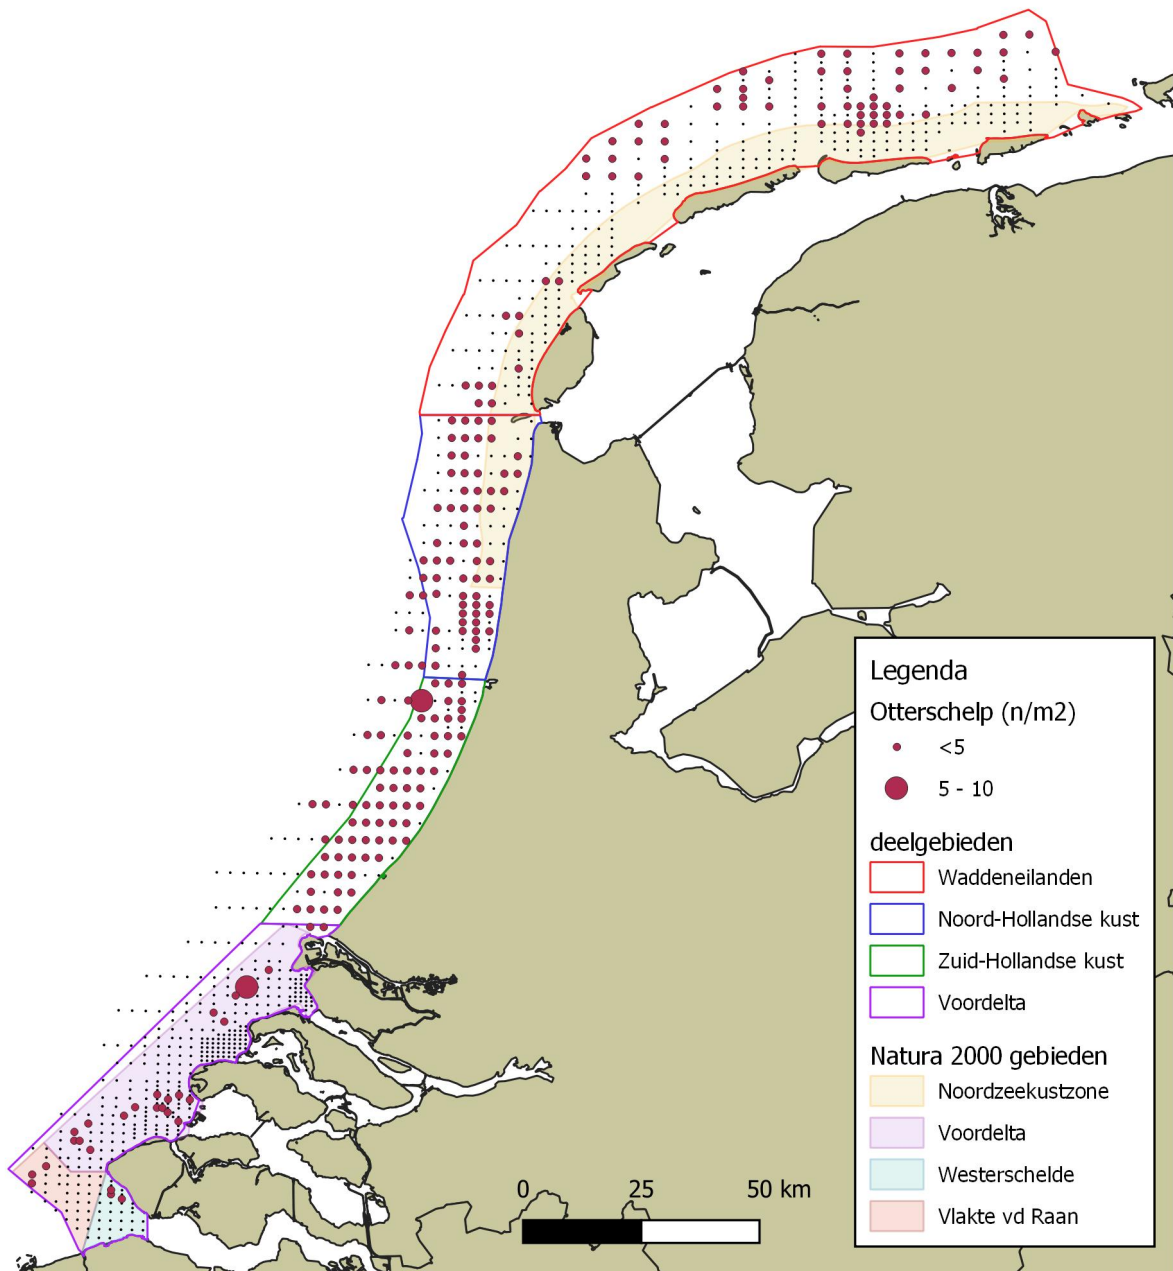 Legenda
Otterschelp (n/m2)
<5
5 - 10
deelgebieden
Waddeneilanden
Noord-Hollandse kust
Zuid-Hollandse kust
Voordelta
Natura 2000 gebieden
Noordzeekustzone
Voordelta
Westerschelde
Vlakte vd Raan
0 25 50 km